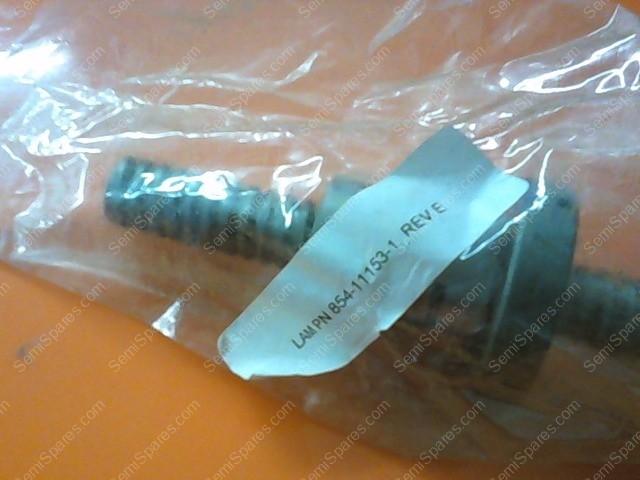 LAM PN 854-11153-1 REV E
SemiSpares.com